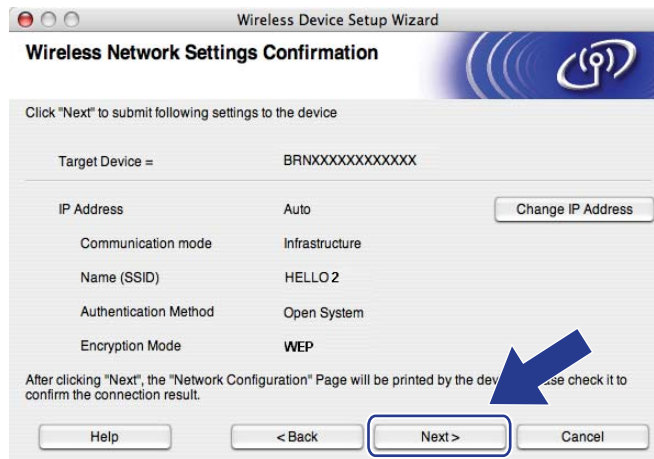 Wireless Device Setup Wizard
Wireless Network Settings Confirmation
Click "Next" to submit following settings to the device
Target Device = BRNXXXXXXXXXXXX
IP Address Auto Change IP Address
Communication mode Infrastructure
Name (SSID) HELLO2
Authentication Method Open System
Encryption Mode WEP
After clicking "Next", the "Network Configuration" Page will be printed by the check it to
confirm the connection result.
Help < Back Next > Cancel